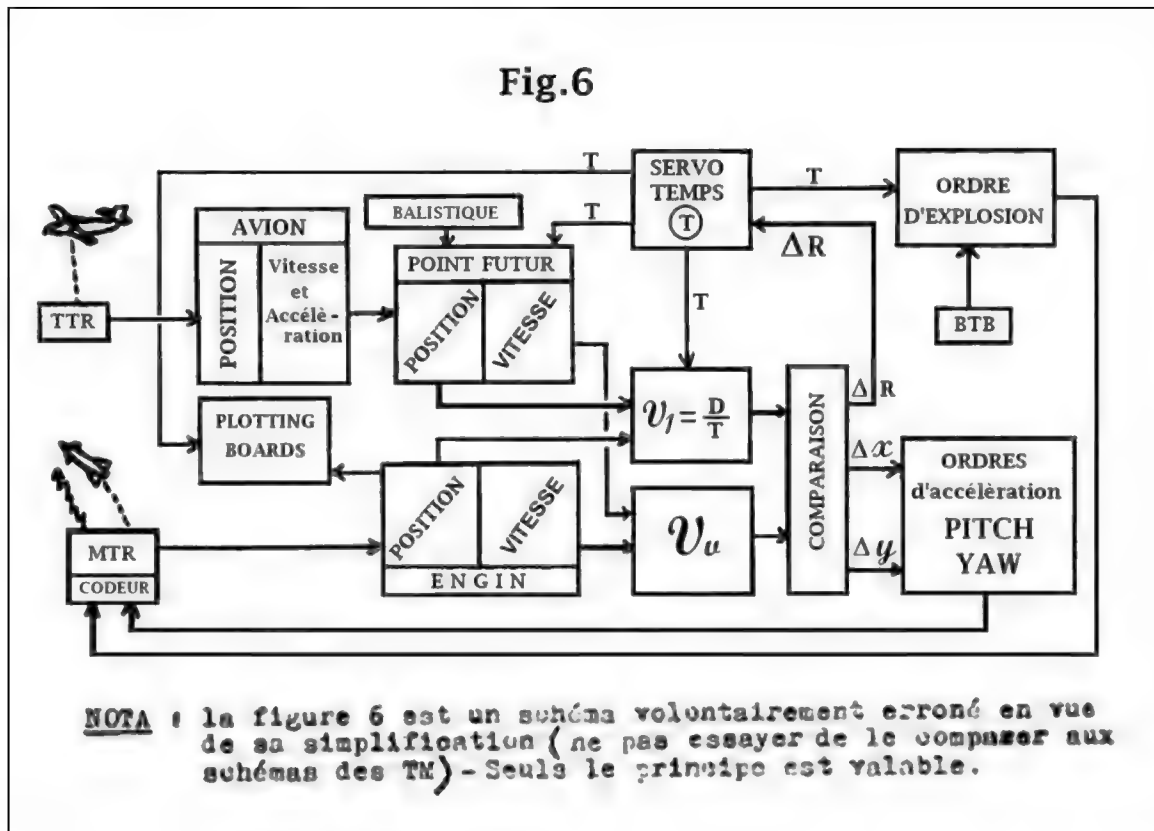 Fig.6
T
SERVO
TEMPS
T
T
ORDRE
D'EXPLOSION
BALISTIQUE
T
ΔR
AVION
POSITION
Vitesse
et
Accélè-
ration
POINT FUTUR
POSITION
VITESSE
T
TTR
BTB
PLOTTING
BOARDS
V1 = D/T
COMPARAISON
ΔR
Δx
Δy
ORDRES
d'accélèration
PITCH
YAW
MTR
CODEUR
POSITION
VITESSE
ENGIN
Vv
NOTA : la figure 6 est un schéma volontairement erroné en vue
de sa simplification (ne pas essayer de le comparer aux
schémas des TM) - Seuls le principe est valable.